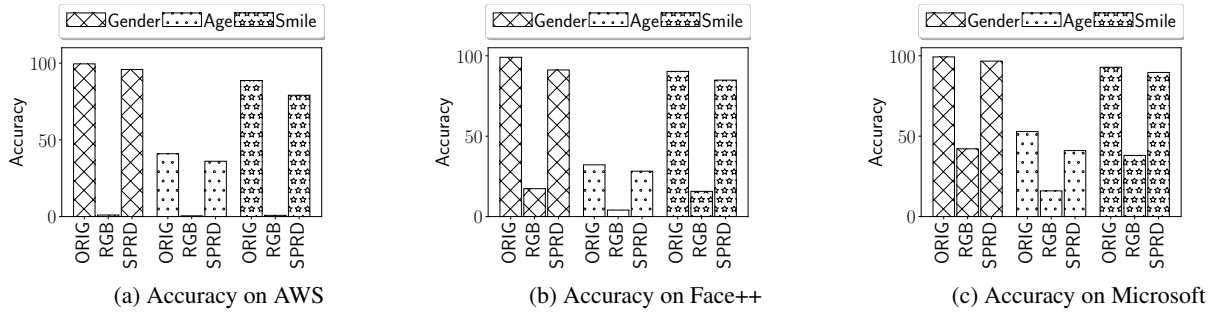 Gender Age Smile
100
50
0
Accuracy
ORIG RGB SPRD ORIG RGB SPRD ORIG RGB SPRD
(a) Accuracy on AWS
Gender Age Smile
100
50
0
Accuracy
ORIG RGB SPRD ORIG RGB SPRD ORIG RGB SPRD
(b) Accuracy on Face++
Gender Age Smile
100
50
0
Accuracy
ORIG RGB SPRD ORIG RGB SPRD ORIG RGB SPRD
(c) Accuracy on Microsoft